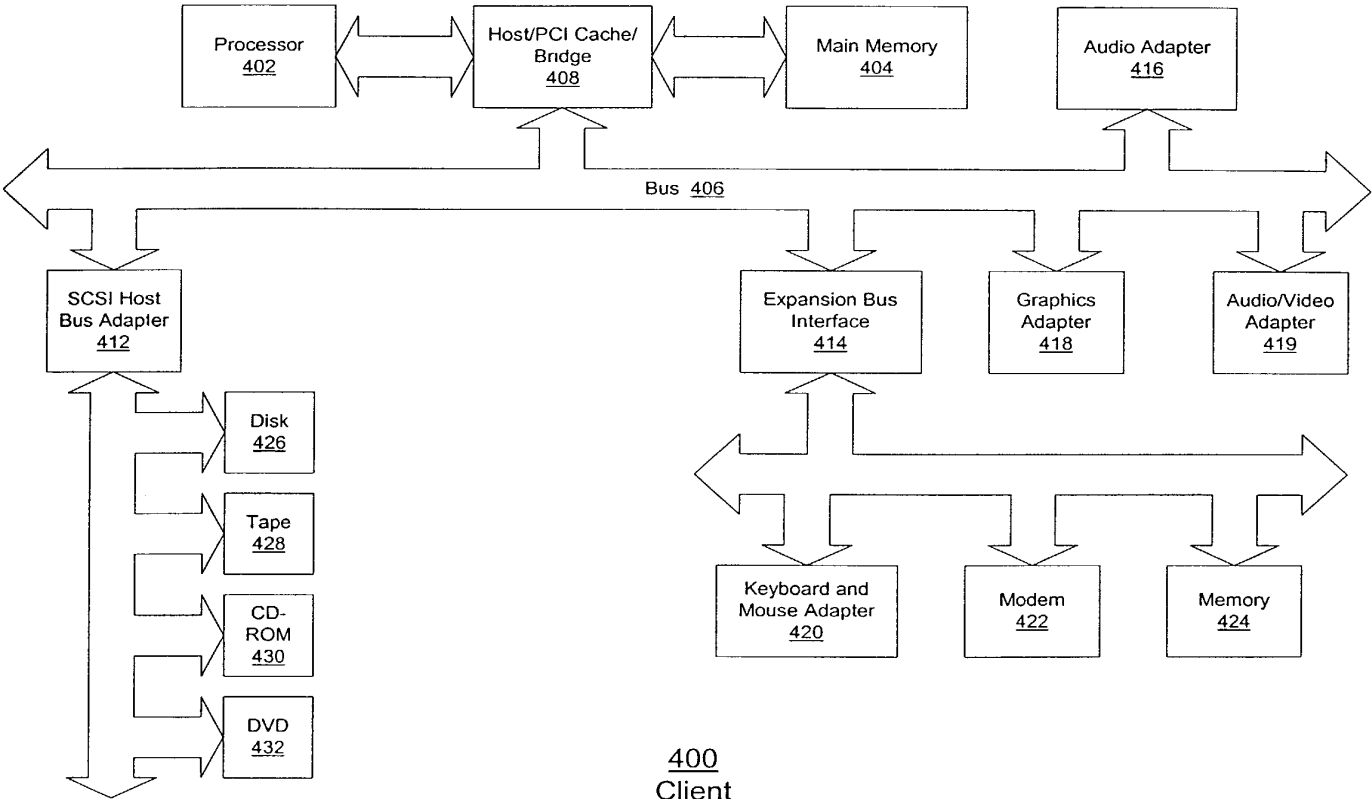 Processor
402
Host/PCI Cache/
Bridge
408
Main Memory
404
Audio Adapter
416
Bus 406
SCSI Host
Bus Adapter
412
Expansion Bus
Interface
414
Graphics
Adapter
418
Audio/Video
Adapter
419
Disk
426
Tape
428
CD-
ROM
430
DVD
432
Keyboard and
Mouse Adapter
420
Modem
422
Memory
424
400
Client